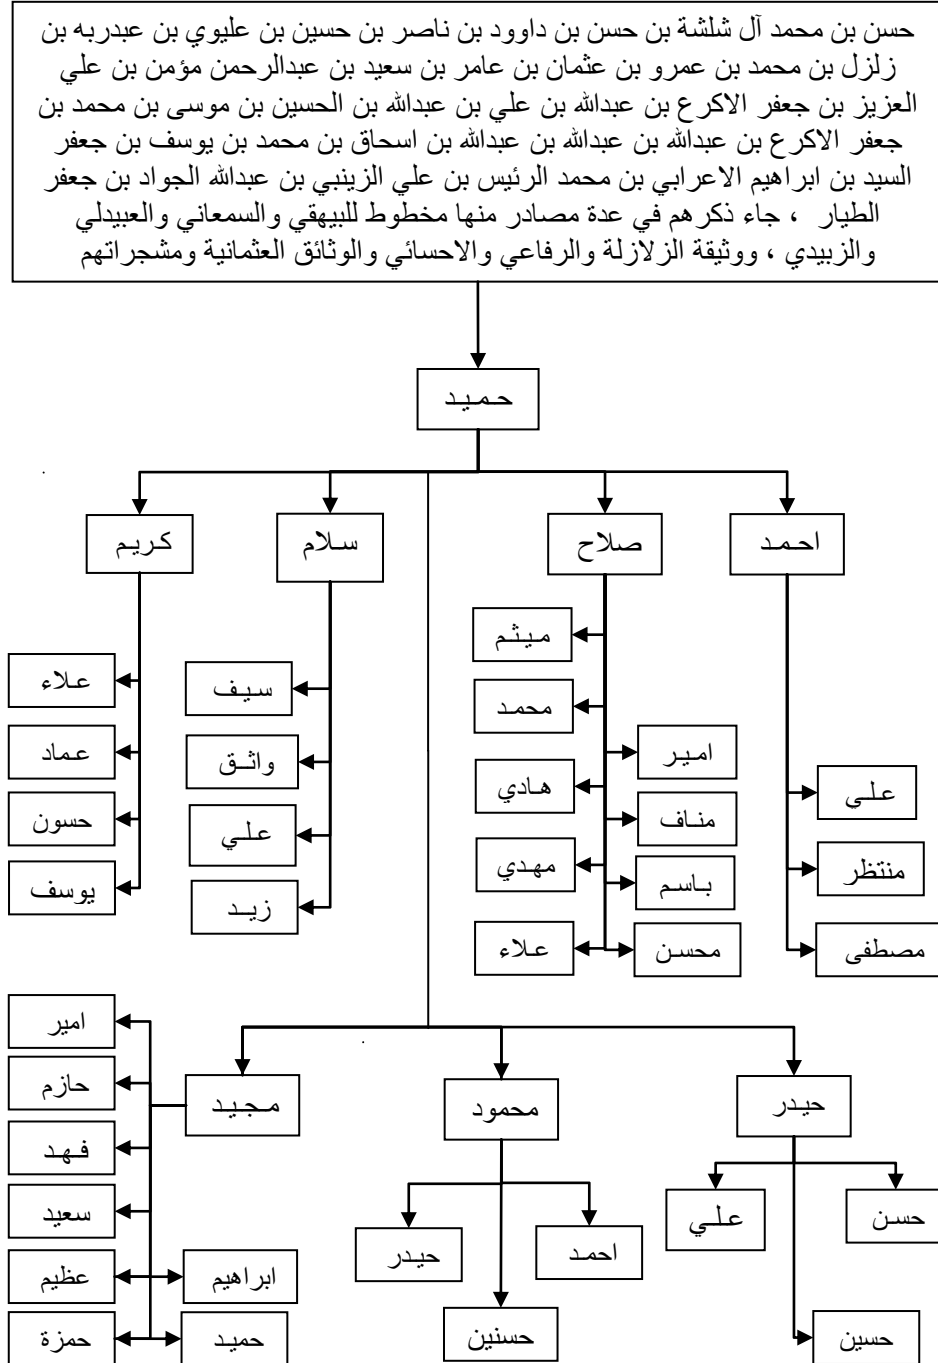 حسن بن محمد آل شلشة بن حسن بن داوود بن ناصر بن حسين بن عليوي بن عبدربه بن
زلزل بن محمد بن عمرو بن عثمان بن عامر بن سعيد بن عبدالرحمن مؤمن بن علي
العزيز بن جعفر الاكرع بن عبدالله بن علي بن عبدالله بن الحسين بن موسى بن محمد بن
جعفر الاكرع بن عبدالله بن عبدالله بن عبدالله بن اسحاق بن محمد بن يوسف بن جعفر
السيد بن ابراهيم الاعرابي بن محمد الرئيس بن علي الزينبي بن عبدالله الجواد بن جعفر
الطيار ، جاء ذكرهم في عدة مصادر منها مخطوط للبيهقي والسمعاني والعبيدلي
والزبيدي ، ووثيقة الزلازلة والرفاعي والاحسائي والوثائق العثمانية ومشجراتهم
حميد
احمد
صلاح
سلام
كريم
علي
منتظر
مصطفى
ميثم
محمد
امير
هادي
مناف
مهدي
باسم
محسن
علاء
سيف
واثق
علي
زيد
علاء
عماد
حسون
يوسف
حيدر
محمود
مجيد
حسن
علي
حسين
احمد
حيدر
حسنين
امير
حازم
فهد
سعيد
ابراهيم
عظيم
حميد
حمزة